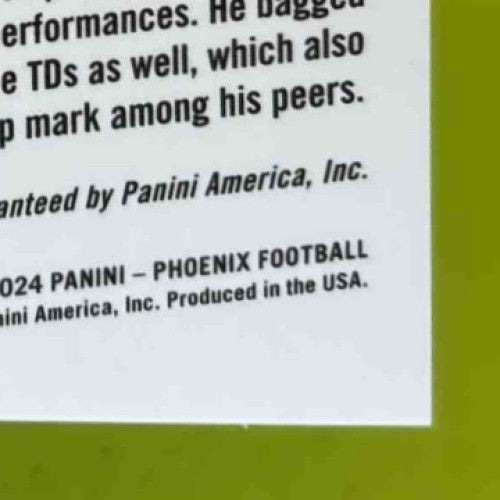 erformances. He bagged
e TDs as well, which also
p mark among his peers.
anteed by Panini America, Inc.
024 PANINI – PHOENIX FOOTBALL
nini America, Inc. Produced in the USA.